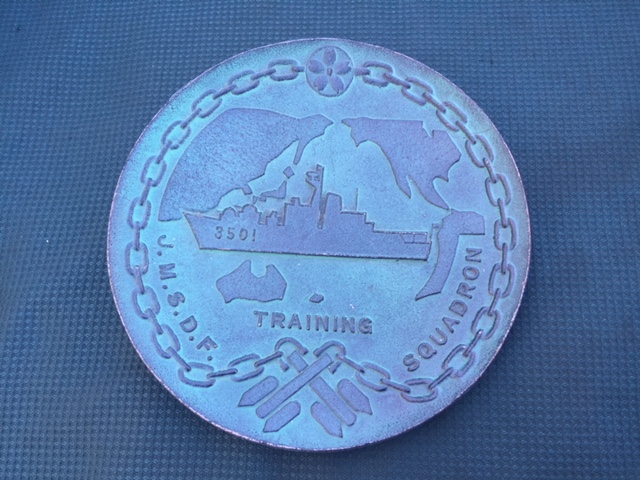 3501
J.M.S.D.F.
TRAINING
SQUADRON